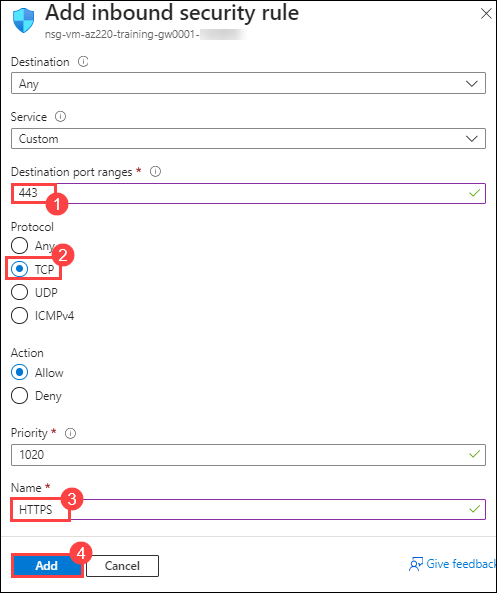 Add inbound security rule
nsg-vm-az220-training-gw0001-
Destination
Any
Service
Custom
Destination port ranges *
443
1
Protocol
Any
2
TCP
UDP
ICMPv4
Action
Allow
Deny
Priority *
1020
Name *
3
HTTPS
4
Add Cancel Give feedback